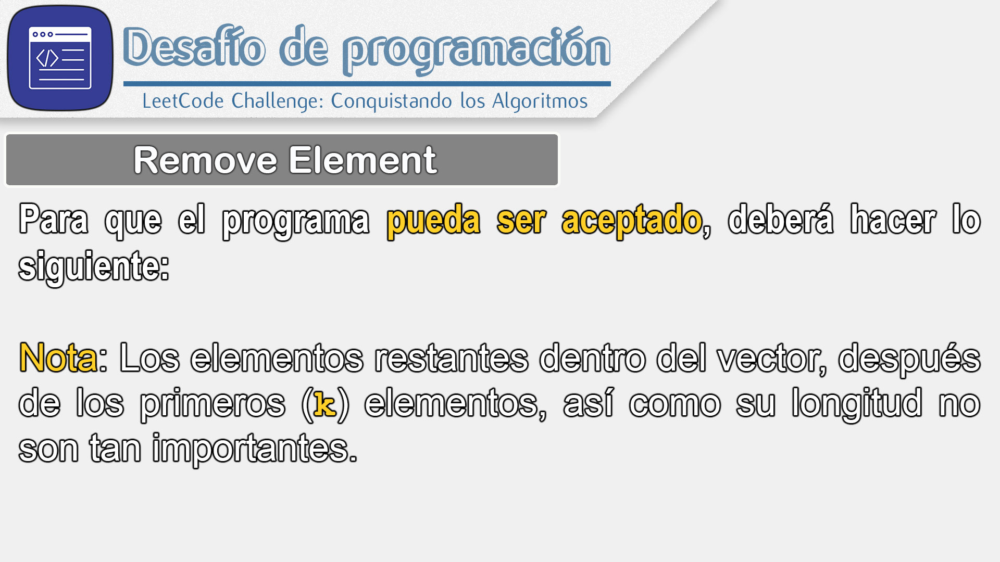 Desafío de programación
LeetCode Challenge: Conquistando los Algoritmos
Remove Element
Para que el programa pueda ser aceptado, deberá hacer lo
siguiente:
Nota: Los elementos restantes dentro del vector, después
de los primeros (k) elementos, así como su longitud no
son tan importantes.